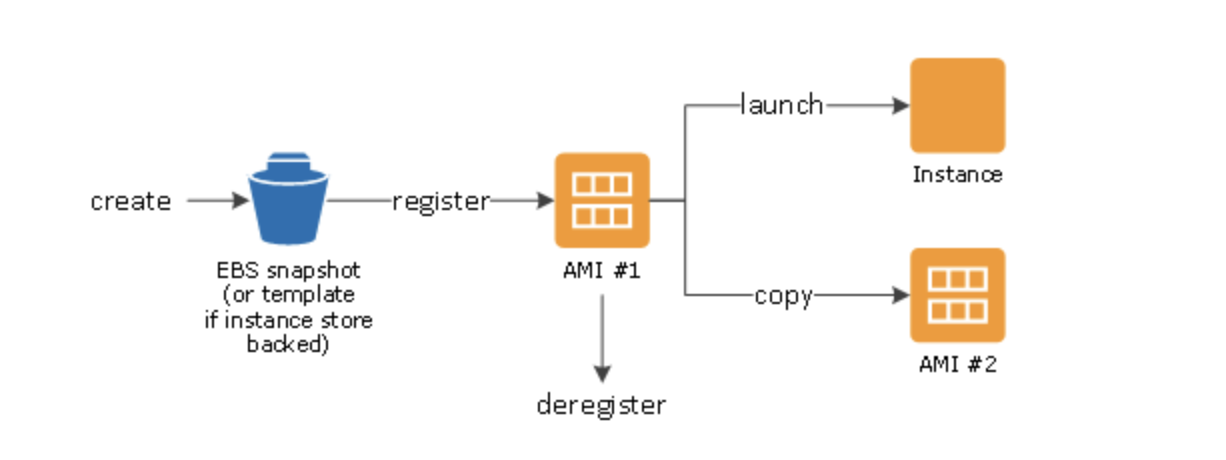 create
EBS snapshot
(or template
if instance store
backed)
register
AMI #1
deregister
launch
Instance
copy
AMI #2